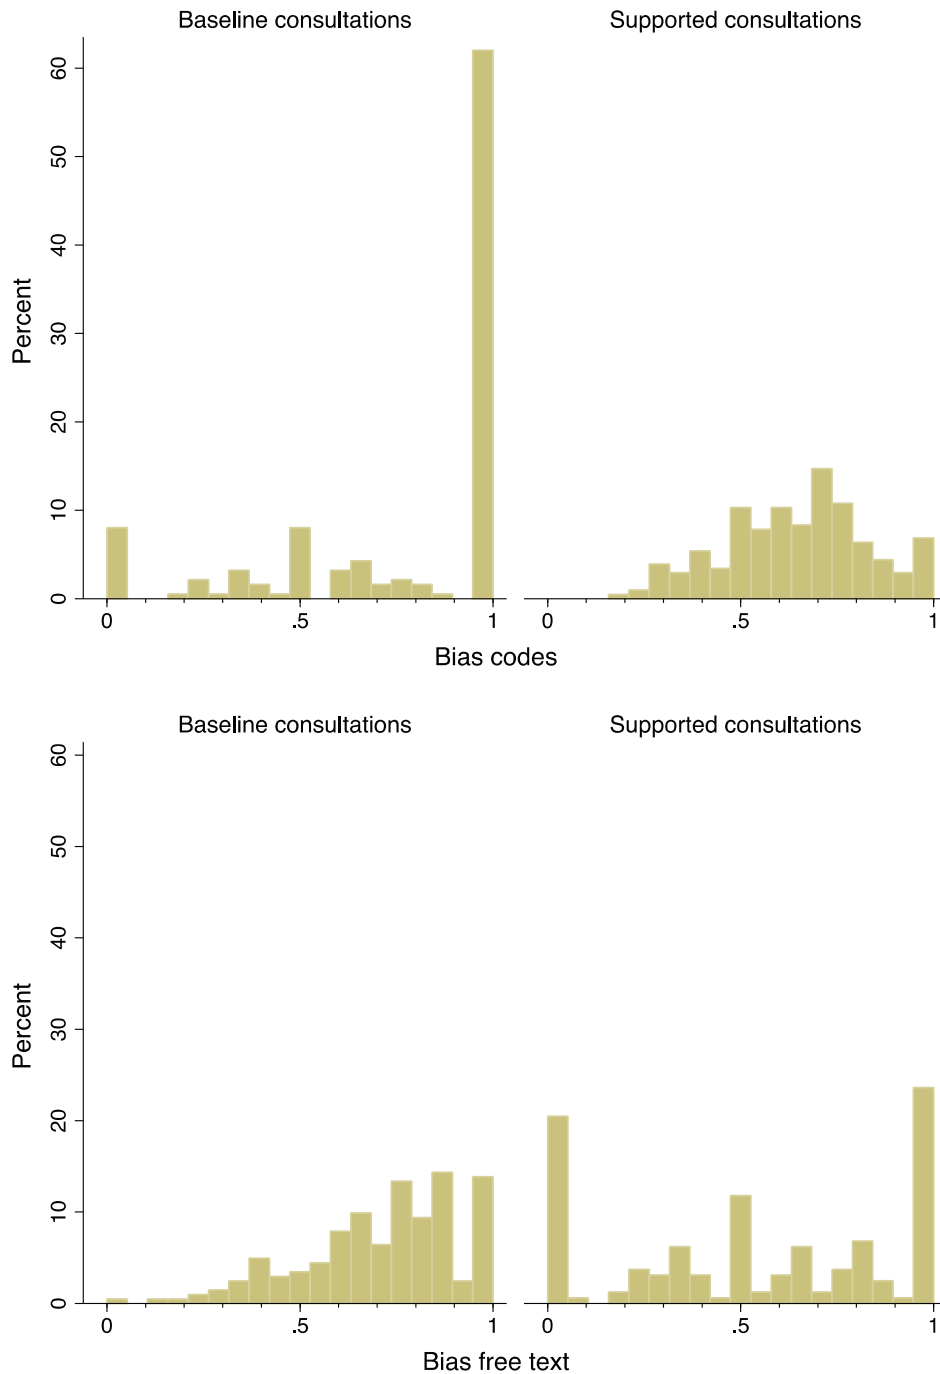 Baseline consultations
Supported consultations
60
50
40
30
20
10
0
Percent
0 .5 1
0 .5 1
Bias codes
Baseline consultations
Supported consultations
60
50
40
30
20
10
0
Percent
0 .5 1
0 .5 1
Bias free text